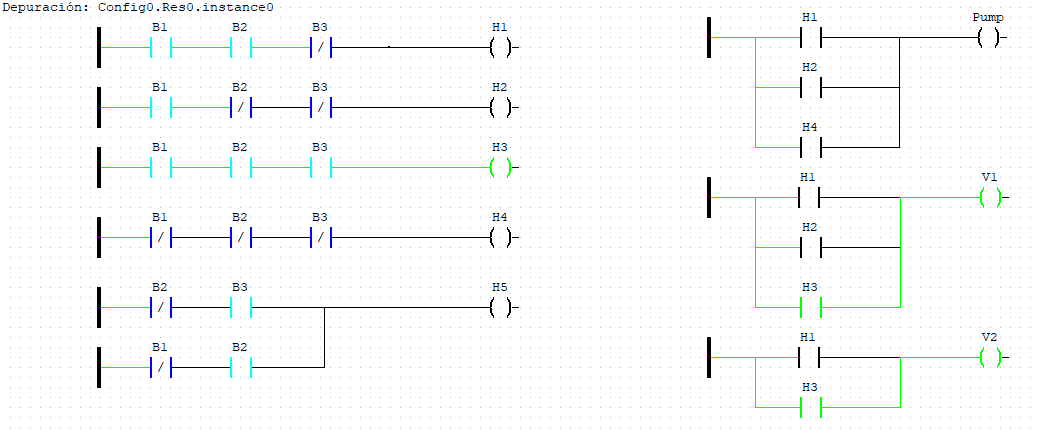 Depuración: Config0.Res0.instance0
B1 B2 B3 H1
/
B1 B2 B3 H2
/ /
B1 B2 B3 H3
B1 B2 B3 H4
/ / /
B2 B3 H5
/
B1 B2
/
H1 Pump
H2
H4
H1 V1
H2
H3
H1 V2
H3